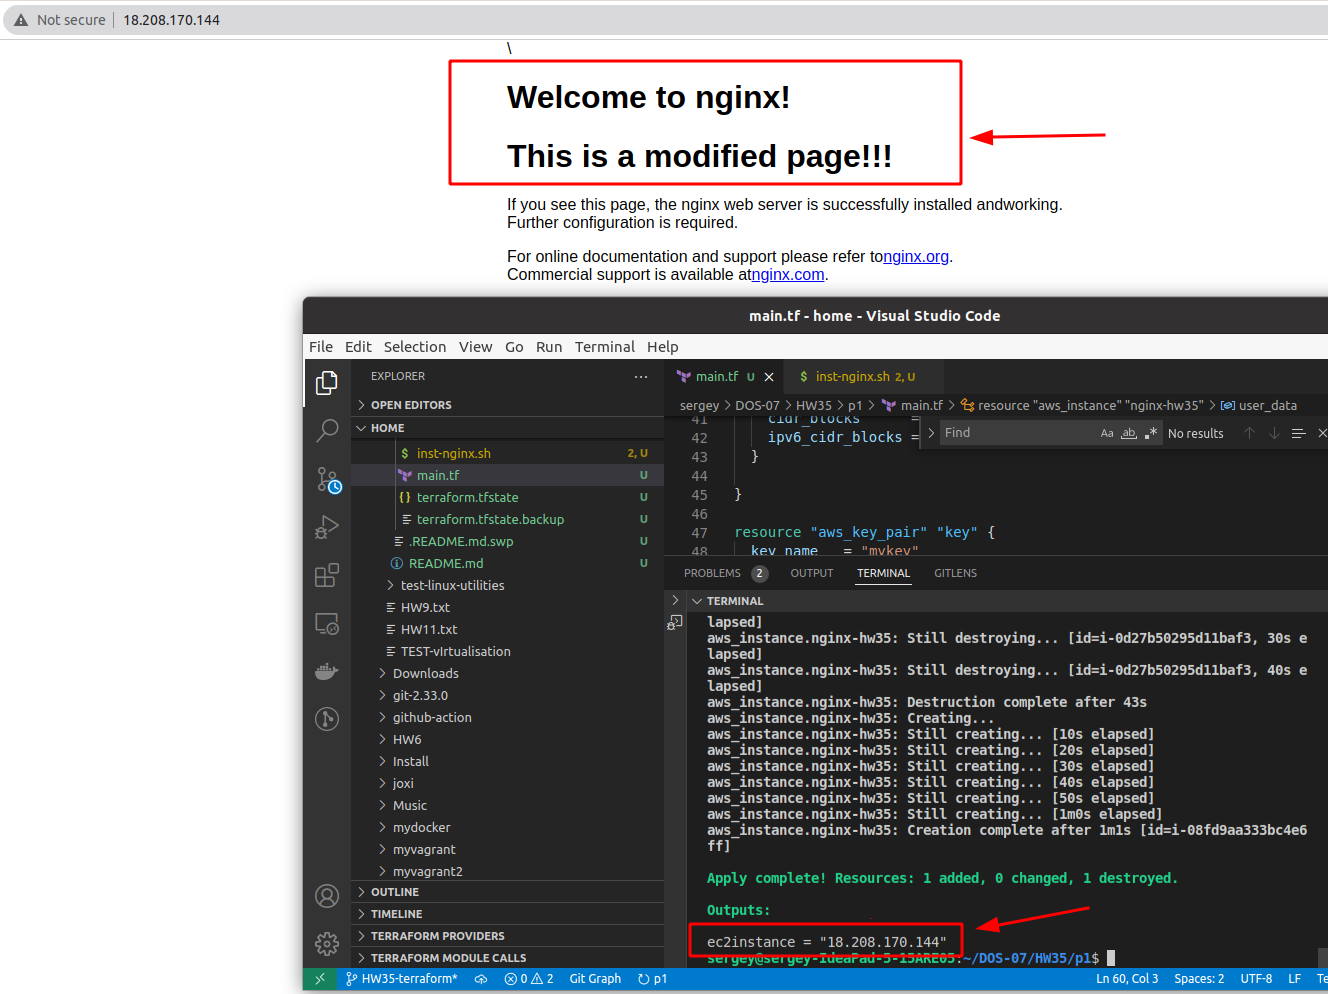 Not secure | 18.208.170.144
\
Welcome to nginx!
This is a modified page!!!
If you see this page, the nginx web server is successfully installed andworking.
Further configuration is required.
For online documentation and support please refer tonginx.org.
Commercial support is available atnginx.com.
main.tf - home - Visual Studio Code
File Edit Selection View Go Run Terminal Help
EXPLORER ...
OPEN EDITORS
HOME
$ inst-nginx.sh 2, U
main.tf U
{} terraform.tfstate U
terraform.tfstate.backup U
.README.md.swp U
README.md U
test-linux-utilities
HW9.txt
HW11.txt
TEST-vIrtualisation
Downloads
git-2.33.0
github-action
HW6
Install
joxi
Music
mydocker
myvagrant
myvagrant2
OUTLINE
TIMELINE
TERRAFORM PROVIDERS
TERRAFORM MODULE CALLS
main.tf U × $ inst-nginx.sh 2, U
sergey > DOS-07 > HW35 > p1 > main.tf > resource "aws_instance" "nginx-hw35" > user_data
Find Aa ab .* No results
41 cidr_blocks =
42 ipv6_cidr_blocks =
43 }
44
45 }
46
47 resource "aws_key_pair" "key" {
48 key_name = "mykey"
PROBLEMS 2 OUTPUT TERMINAL GITLENS
TERMINAL
lapsed]
aws_instance.nginx-hw35: Still destroying... [id=i-0d27b50295d11baf3, 30s e
lapsed]
aws_instance.nginx-hw35: Still destroying... [id=i-0d27b50295d11baf3, 40s e
lapsed]
aws_instance.nginx-hw35: Destruction complete after 43s
aws_instance.nginx-hw35: Creating...
aws_instance.nginx-hw35: Still creating... [10s elapsed]
aws_instance.nginx-hw35: Still creating... [20s elapsed]
aws_instance.nginx-hw35: Still creating... [30s elapsed]
aws_instance.nginx-hw35: Still creating... [40s elapsed]
aws_instance.nginx-hw35: Still creating... [50s elapsed]
aws_instance.nginx-hw35: Still creating... [1m0s elapsed]
aws_instance.nginx-hw35: Creation complete after 1m1s [id=i-08fd9aa333bc4e6
ff]
Apply complete! Resources: 1 added, 0 changed, 1 destroyed.
Outputs:
ec2instance = "18.208.170.144"
sergey@sergey-IdeaPad-5-15ARE05:~/DOS-07/HW35/p1$
HW35-terraform* 0 2 Git Graph p1 Ln 60, Col 3 Spaces: 2 UTF-8 LF Te